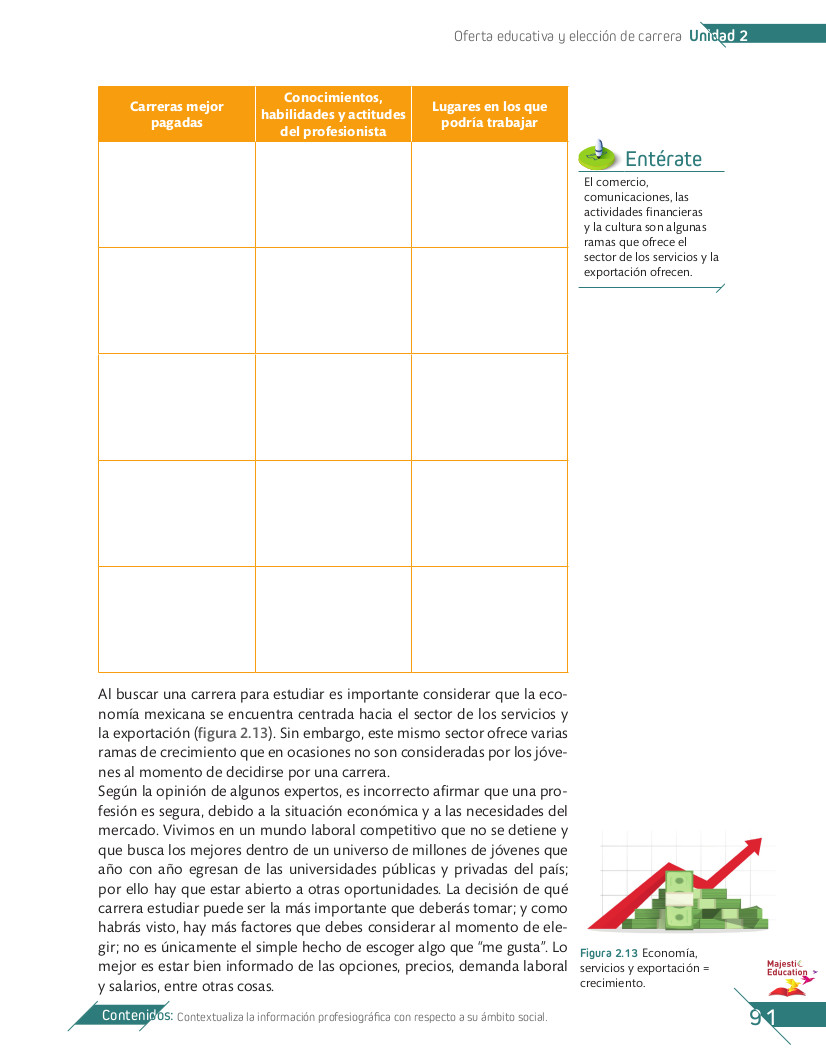 Oferta educativa y elección de carrera Unidad 2
Carreras mejor
pagadas
Conocimientos,
habilidades y actitudes
del profesionista
Lugares en los que
podría trabajar
Entérate
El comercio,
comunicaciones, las
actividades financieras
y la cultura son algunas
ramas que ofrece el
sector de los servicios y la
exportación ofrecen.
Al buscar una carrera para estudiar es importante considerar que la eco-
nomía mexicana se encuentra centrada hacia el sector de los servicios y
la exportación (figura 2.13). Sin embargo, este mismo sector ofrece varias
ramas de crecimiento que en ocasiones no son consideradas por los jóve-
nes al momento de decidirse por una carrera.
Según la opinión de algunos expertos, es incorrecto afirmar que una pro-
fesión es segura, debido a la situación económica y a las necesidades del
mercado. Vivimos en un mundo laboral competitivo que no se detiene y
que busca los mejores dentro de un universo de millones de jóvenes que
año con año egresan de las universidades públicas y privadas del país;
por ello hay que estar abierto a otras oportunidades. La decisión de qué
carrera estudiar puede ser la más importante que deberás tomar; y como
habrás visto, hay más factores que debes considerar al momento de ele-
gir; no es únicamente el simple hecho de escoger algo que "me gusta". Lo
mejor es estar bien informado de las opciones, precios, demanda laboral
y salarios, entre otras cosas.
Figura 2.13 Economía,
servicios y exportación =
crecimiento.
Majestic
Education
Contenidos: Contextualiza la información profesiográfica con respecto a su ámbito social.
91